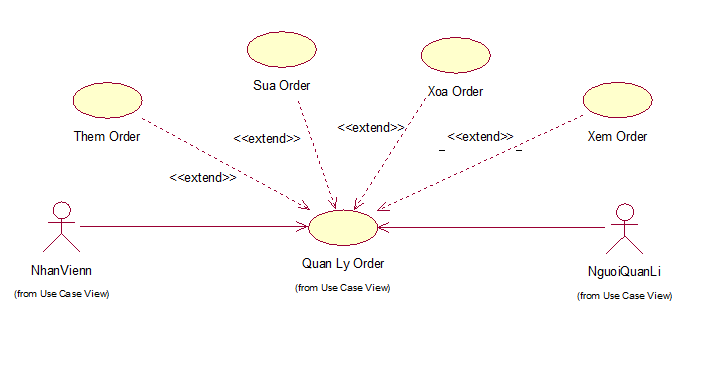 Sua Order
Xoa Order
Them Order
Xem Order
<<extend>>
<<extend>>
<<extend>>
<<extend>>
NhanVienn
(from Use Case View)
Quan Ly Order
(from Use Case View)
NguoiQuanLi
(from Use Case View)